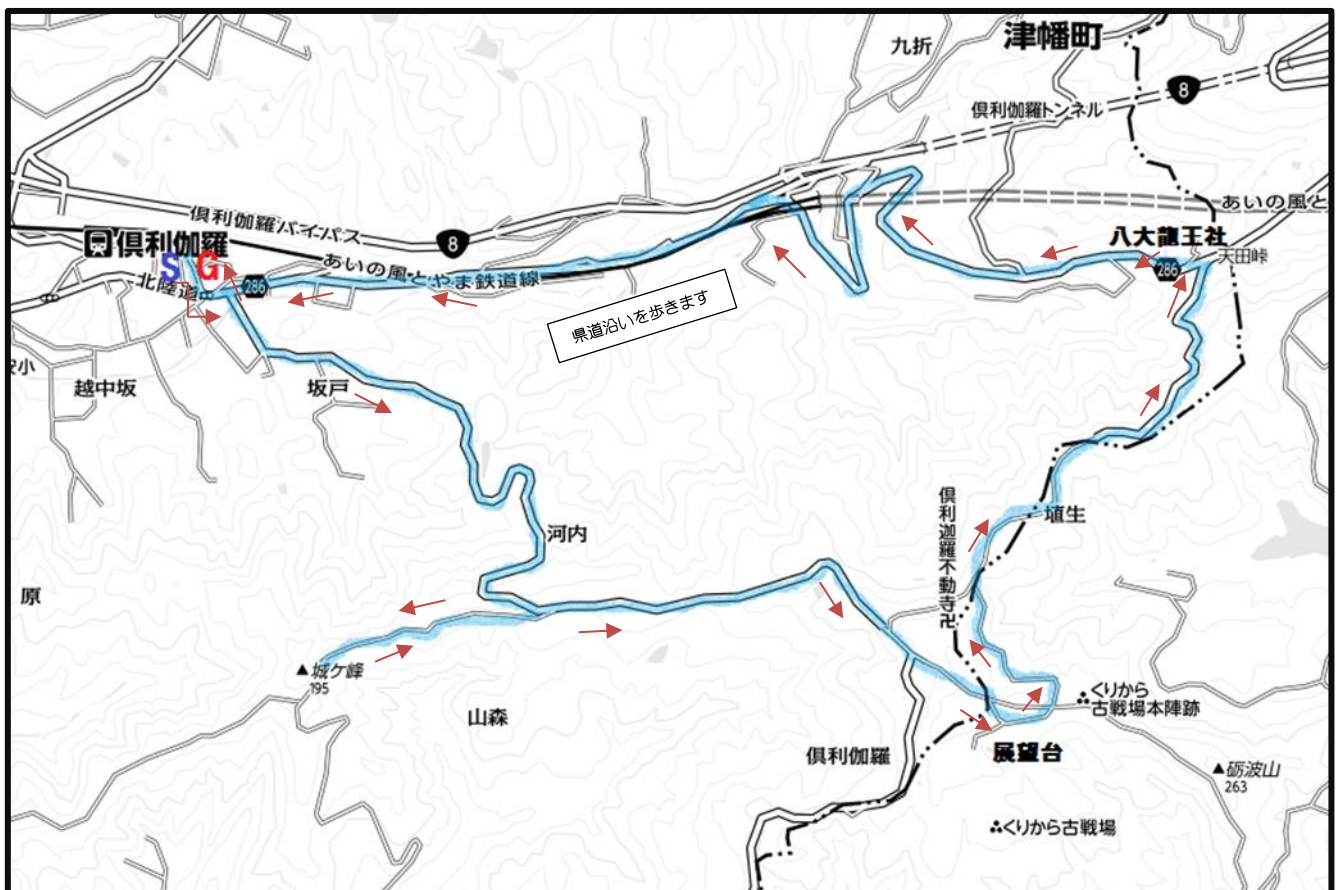 津幡町
九折
8
倶利伽羅トンネル
あいの風と
倶利伽羅バイパス
8
倶利伽羅
S G
北陸道
286
あいの風とやま鉄道線
八大龍王社
286
天田峠
県道沿いを歩きます
安小
越中坂
坂戸
倶利伽羅不動寺卍
埴生
河内
原
城ケ峰
195
山森
くりから
古戦場本陣跡
倶利伽羅
展望台
砺波山
263
くりから古戦場